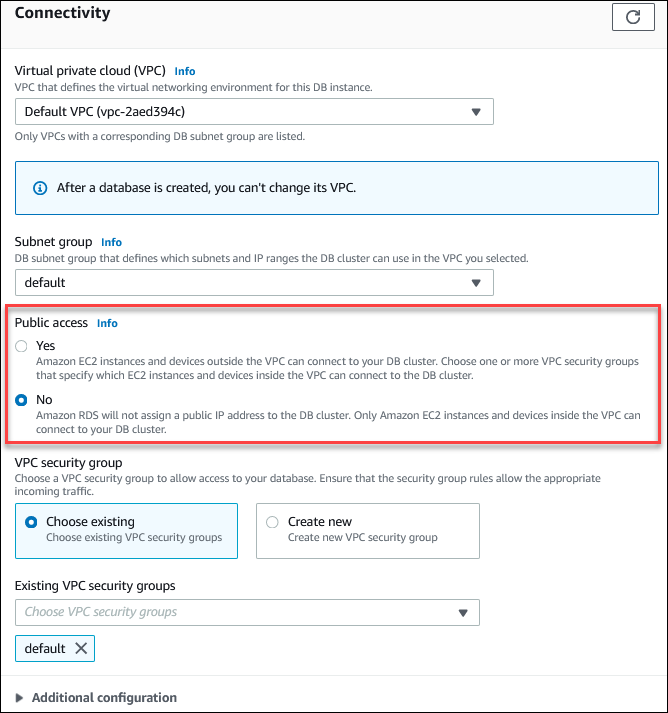 Connectivity
Virtual private cloud (VPC) Info
VPC that defines the virtual networking environment for this DB instance.
Default VPC (vpc-2aed394c)
Only VPCs with a corresponding DB subnet group are listed.
After a database is created, you can't change its VPC.
Subnet group Info
DB subnet group that defines which subnets and IP ranges the DB cluster can use in the VPC you selected.
default
Public access Info
Yes
Amazon EC2 instances and devices outside the VPC can connect to your DB cluster. Choose one or more VPC security groups
that specify which EC2 instances and devices inside the VPC can connect to the DB cluster.
No
Amazon RDS will not assign a public IP address to the DB cluster. Only Amazon EC2 instances and devices inside the VPC can
connect to your DB cluster.
VPC security group
Choose a VPC security group to allow access to your database. Ensure that the security group rules allow the appropriate
incoming traffic.
Choose existing
Choose existing VPC security groups
Create new
Create new VPC security group
Existing VPC security groups
Choose VPC security groups
default
Additional configuration